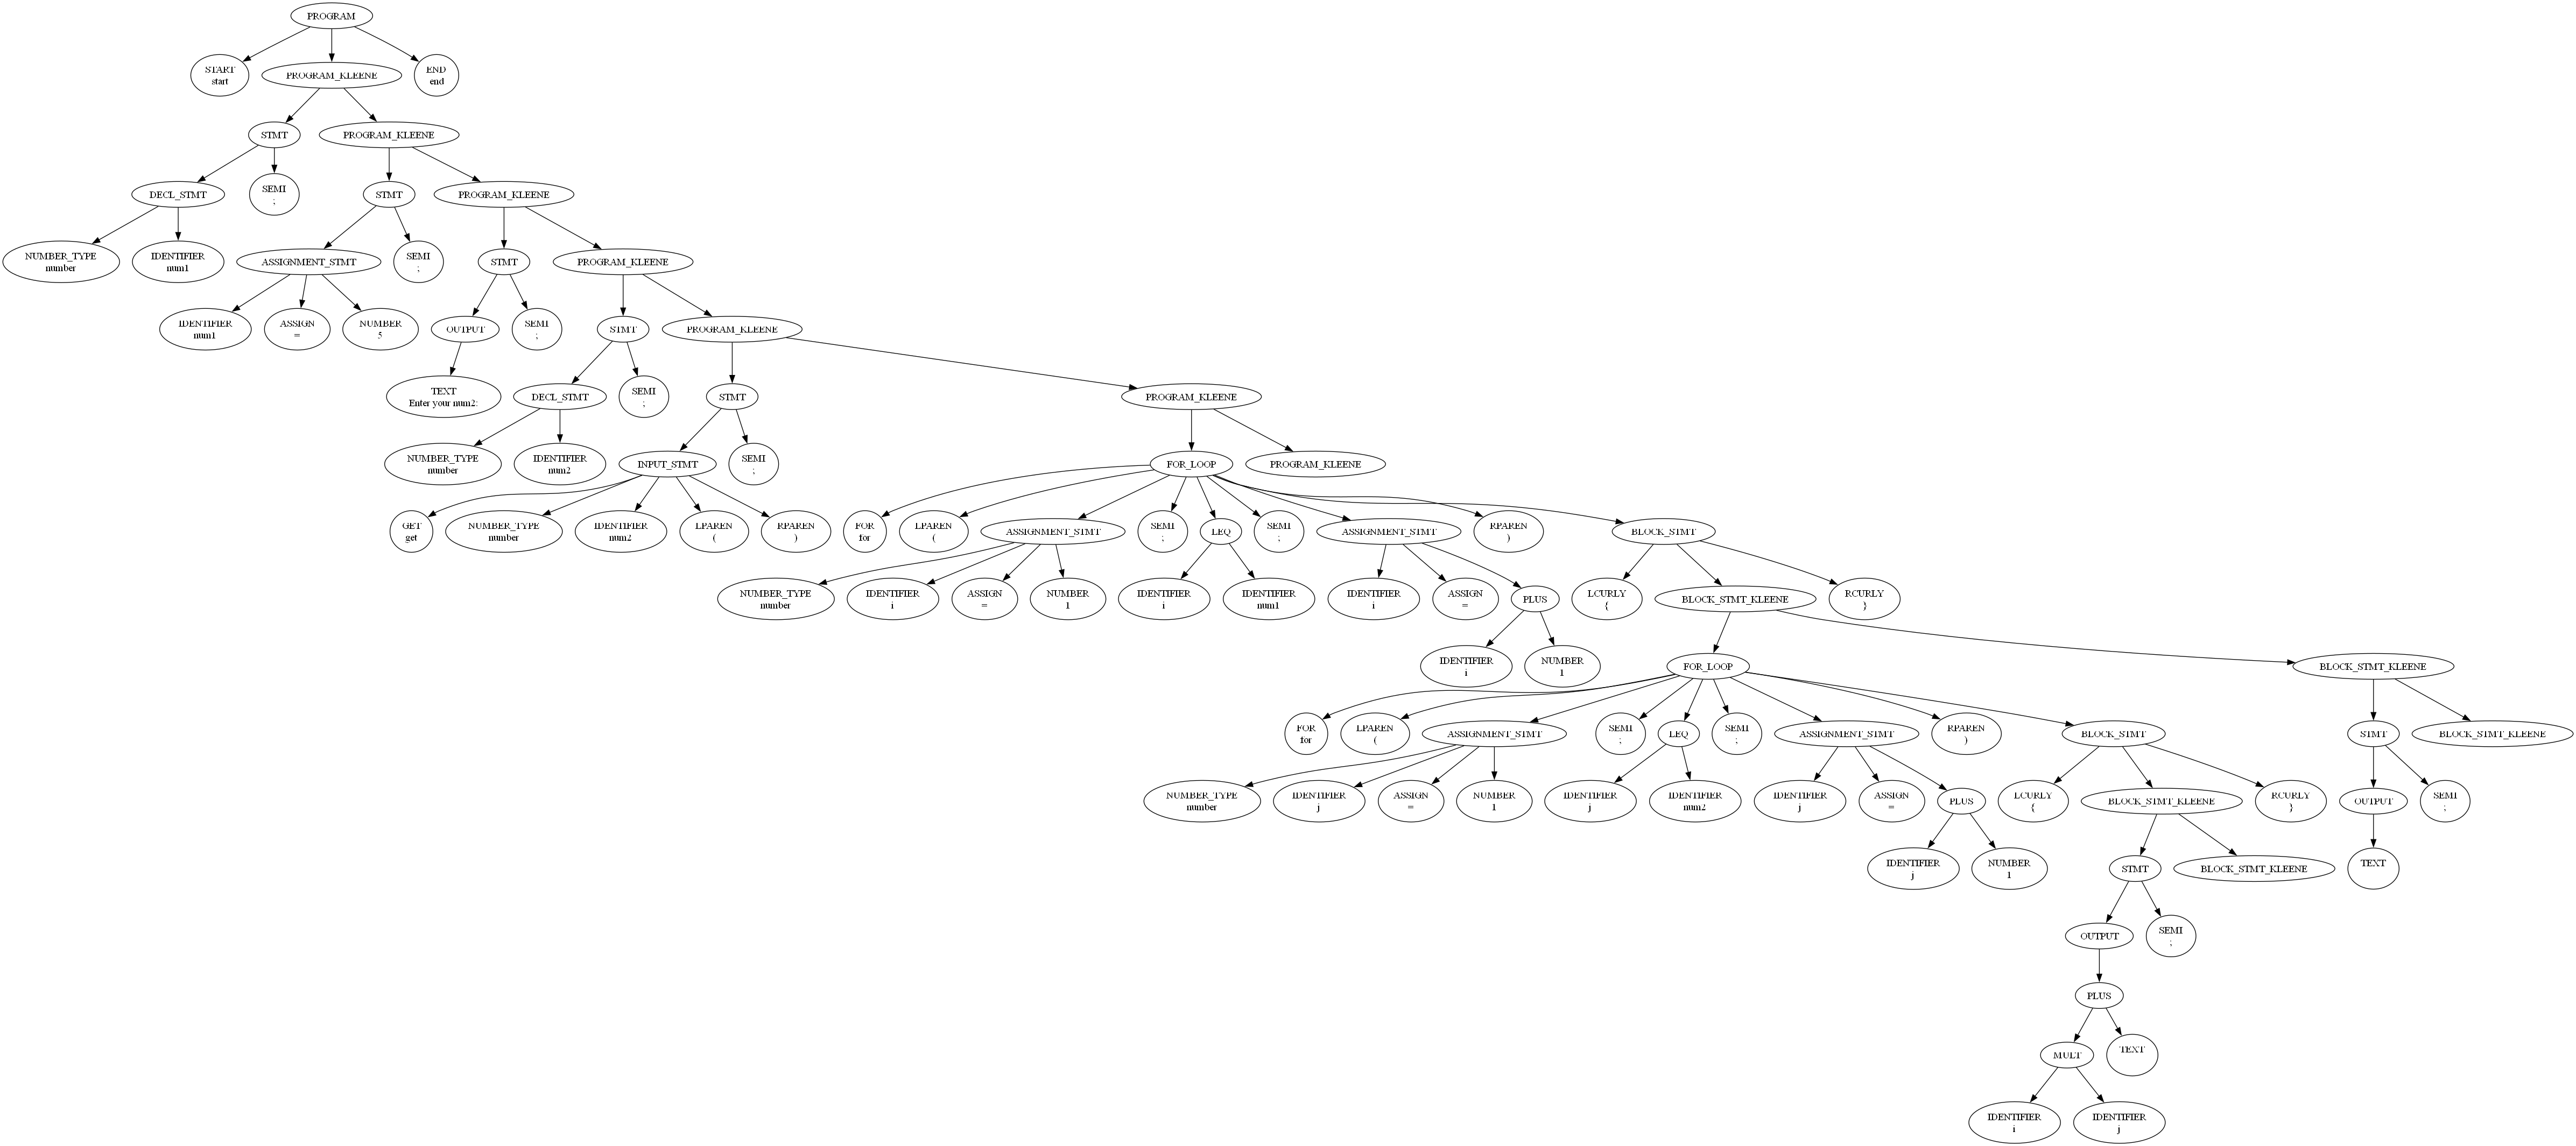 PROGRAM
START
start
PROGRAM_KLEENE
END
end
STMT
PROGRAM_KLEENE
DECL_STMT
SEMI
;
STMT
PROGRAM_KLEENE
NUMBER_TYPE
number
IDENTIFIER
num1
ASSIGNMENT_STMT
SEMI
;
STMT
PROGRAM_KLEENE
IDENTIFIER
num1
ASSIGN
=
NUMBER
5
OUTPUT
SEMI
;
STMT
PROGRAM_KLEENE
TEXT
Enter your num2:
DECL_STMT
SEMI
;
STMT
PROGRAM_KLEENE
NUMBER_TYPE
number
IDENTIFIER
num2
INPUT_STMT
SEMI
;
FOR_LOOP
PROGRAM_KLEENE
GET
get
NUMBER_TYPE
number
IDENTIFIER
num2
LPAREN
(
RPAREN
)
FOR
for
LPAREN
(
ASSIGNMENT_STMT
SEMI
;
LEQ
SEMI
;
ASSIGNMENT_STMT
RPAREN
)
BLOCK_STMT
NUMBER_TYPE
number
IDENTIFIER
i
ASSIGN
=
NUMBER
1
IDENTIFIER
i
IDENTIFIER
num1
IDENTIFIER
i
ASSIGN
=
PLUS
LCURLY
{
BLOCK_STMT_KLEENE
RCURLY
}
IDENTIFIER
i
NUMBER
1
FOR_LOOP
BLOCK_STMT_KLEENE
FOR
for
LPAREN
(
ASSIGNMENT_STMT
SEMI
;
LEQ
SEMI
;
ASSIGNMENT_STMT
RPAREN
)
BLOCK_STMT
STMT
BLOCK_STMT_KLEENE
NUMBER_TYPE
number
IDENTIFIER
j
ASSIGN
=
NUMBER
1
IDENTIFIER
j
IDENTIFIER
num2
IDENTIFIER
j
ASSIGN
=
PLUS
LCURLY
{
BLOCK_STMT_KLEENE
RCURLY
}
OUTPUT
SEMI
;
IDENTIFIER
j
NUMBER
1
STMT
BLOCK_STMT_KLEENE
TEXT
OUTPUT
SEMI
;
PLUS
MULT
TEXT
IDENTIFIER
i
IDENTIFIER
j